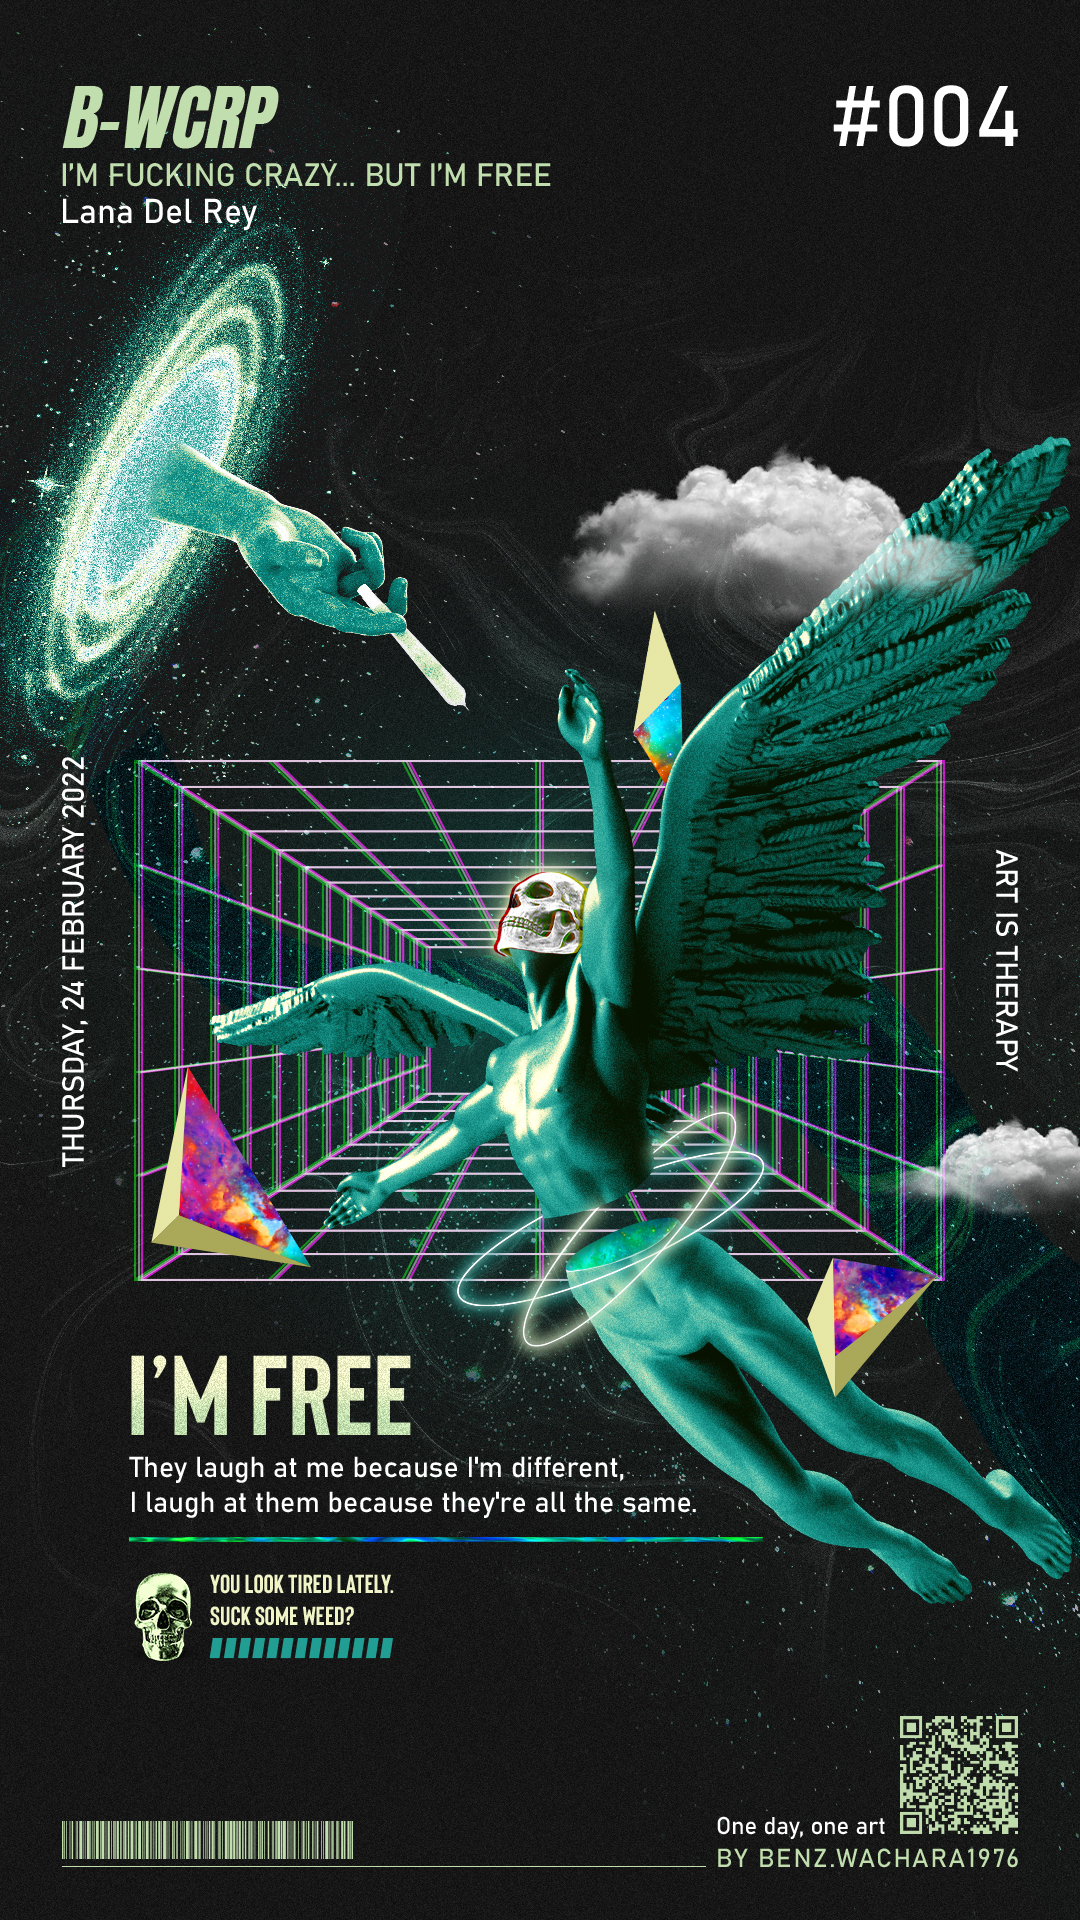 B-WCRP
I'M FUCKING CRAZY... BUT I'M FREE
Lana Del Rey
#004
THURSDAY, 24 FEBRUARY 2022
ART IS THERAPY
I'M FREE
They laugh at me because I'm different,
I laugh at them because they're all the same.
YOU LOOK TIRED LATELY.
SUCK SOME WEED?
One day, one art
BY BENZ.WACHARA1976